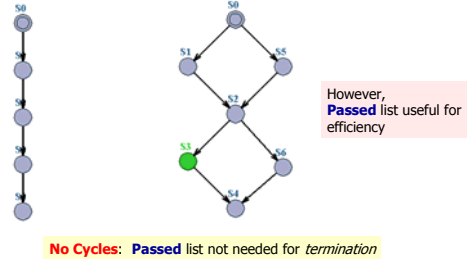 S0
S
S
S
S
S0
S1
S5
S2
S3
S6
S4
However,
Passed list useful for
efficiency
No Cycles: Passed list not needed for termination